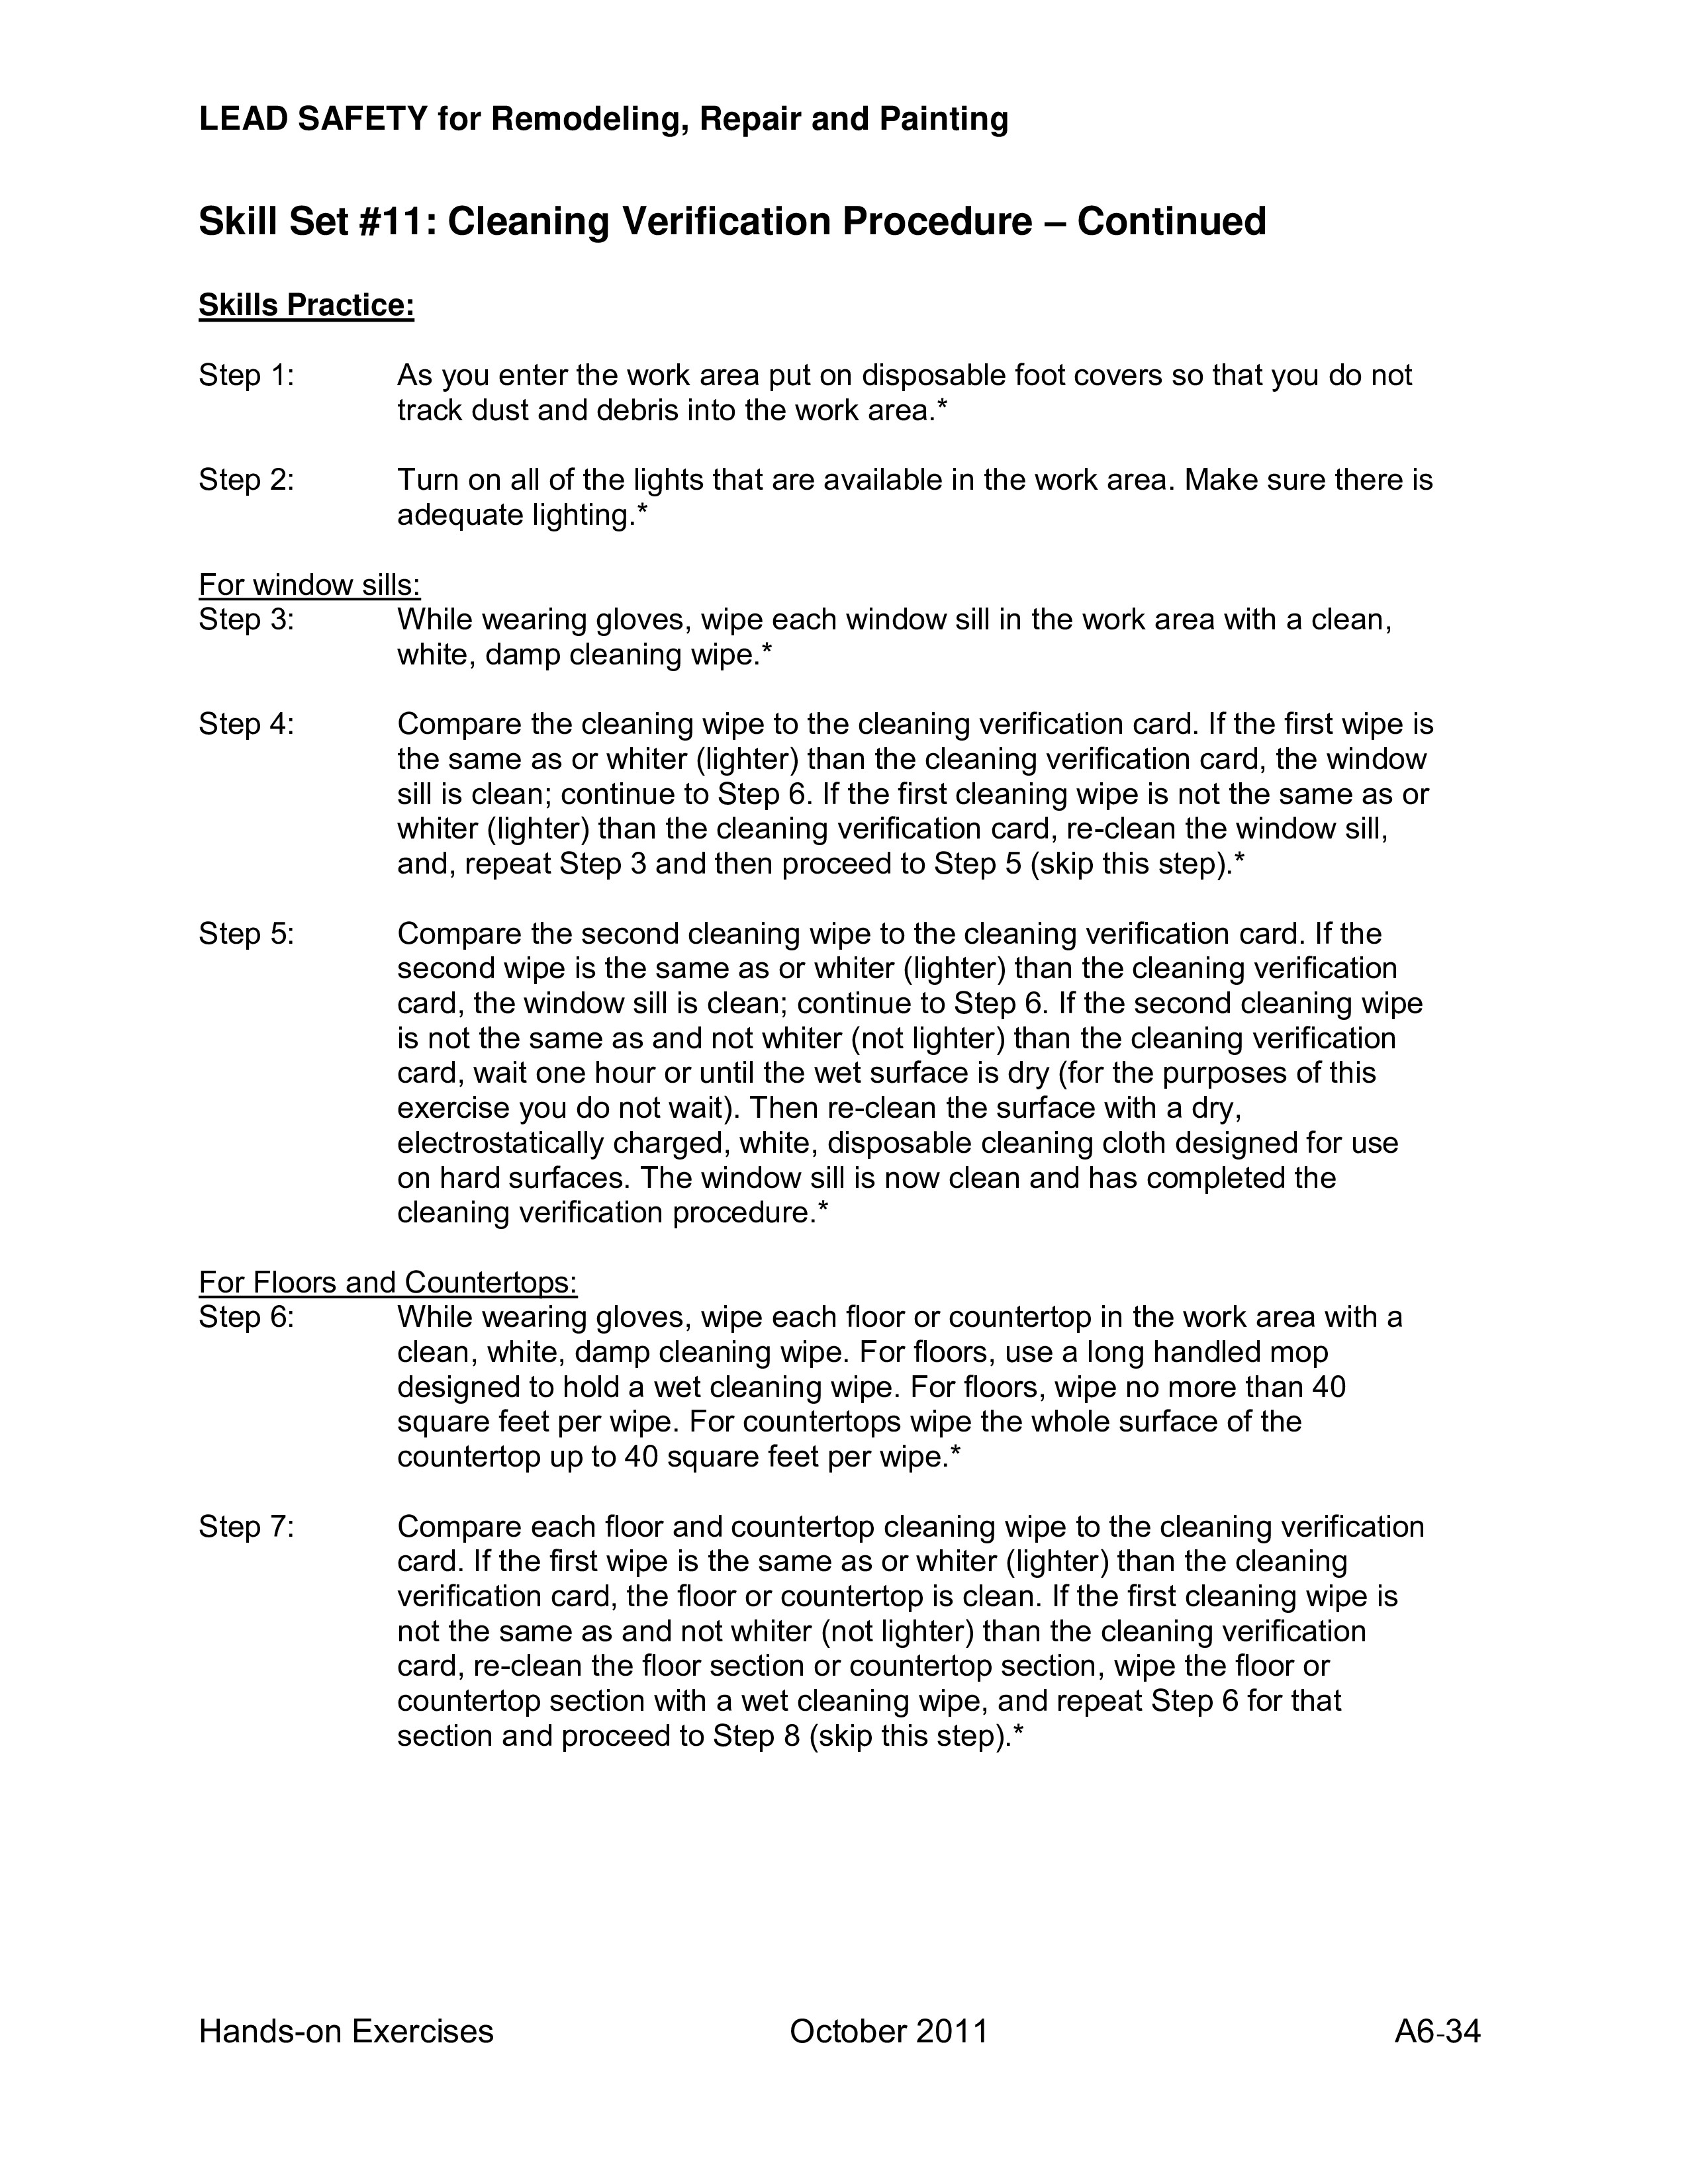 LEAD SAFETY for Remodeling, Repair and Painting
Skill Set #11: Cleaning Verification Procedure – Continued
Skills Practice:
Step 1: As you enter the work area put on disposable foot covers so that you do not
track dust and debris into the work area.*
Step 2: Turn on all of the lights that are available in the work area. Make sure there is
adequate lighting.*
For window sills:
Step 3: While wearing gloves, wipe each window sill in the work area with a clean,
white, damp cleaning wipe.*
Step 4: Compare the cleaning wipe to the cleaning verification card. If the first wipe is
the same as or whiter (lighter) than the cleaning verification card, the window
sill is clean; continue to Step 6. If the first cleaning wipe is not the same as or
whiter (lighter) than the cleaning verification card, re-clean the window sill,
and, repeat Step 3 and then proceed to Step 5 (skip this step).*
Step 5: Compare the second cleaning wipe to the cleaning verification card. If the
second wipe is the same as or whiter (lighter) than the cleaning verification
card, the window sill is clean; continue to Step 6. If the second cleaning wipe
is not the same as and not whiter (not lighter) than the cleaning verification
card, wait one hour or until the wet surface is dry (for the purposes of this
exercise you do not wait). Then re-clean the surface with a dry,
electrostatically charged, white, disposable cleaning cloth designed for use
on hard surfaces. The window sill is now clean and has completed the
cleaning verification procedure.*
For Floors and Countertops:
Step 6: While wearing gloves, wipe each floor or countertop in the work area with a
clean, white, damp cleaning wipe. For floors, use a long handled mop
designed to hold a wet cleaning wipe. For floors, wipe no more than 40
square feet per wipe. For countertops wipe the whole surface of the
countertop up to 40 square feet per wipe.*
Step 7: Compare each floor and countertop cleaning wipe to the cleaning verification
card. If the first wipe is the same as or whiter (lighter) than the cleaning
verification card, the floor or countertop is clean. If the first cleaning wipe is
not the same as and not whiter (not lighter) than the cleaning verification
card, re-clean the floor section or countertop section, wipe the floor or
countertop section with a wet cleaning wipe, and repeat Step 6 for that
section and proceed to Step 8 (skip this step).*
Hands-on Exercises October 2011 A6-34